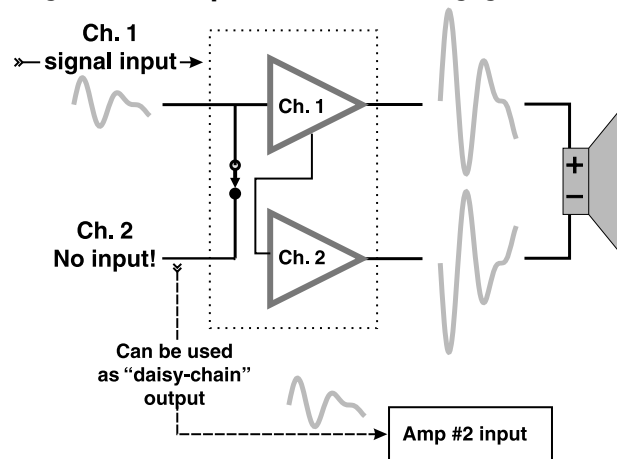 Ch. 1
signal input
Ch. 1
+
−
Ch. 2
No input!
Ch. 2
Can be used
as “daisy-chain”
output
Amp #2 input